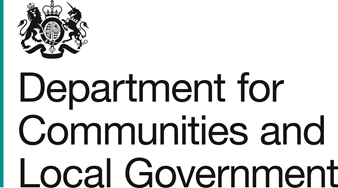 Department for
Communities and
Local Government